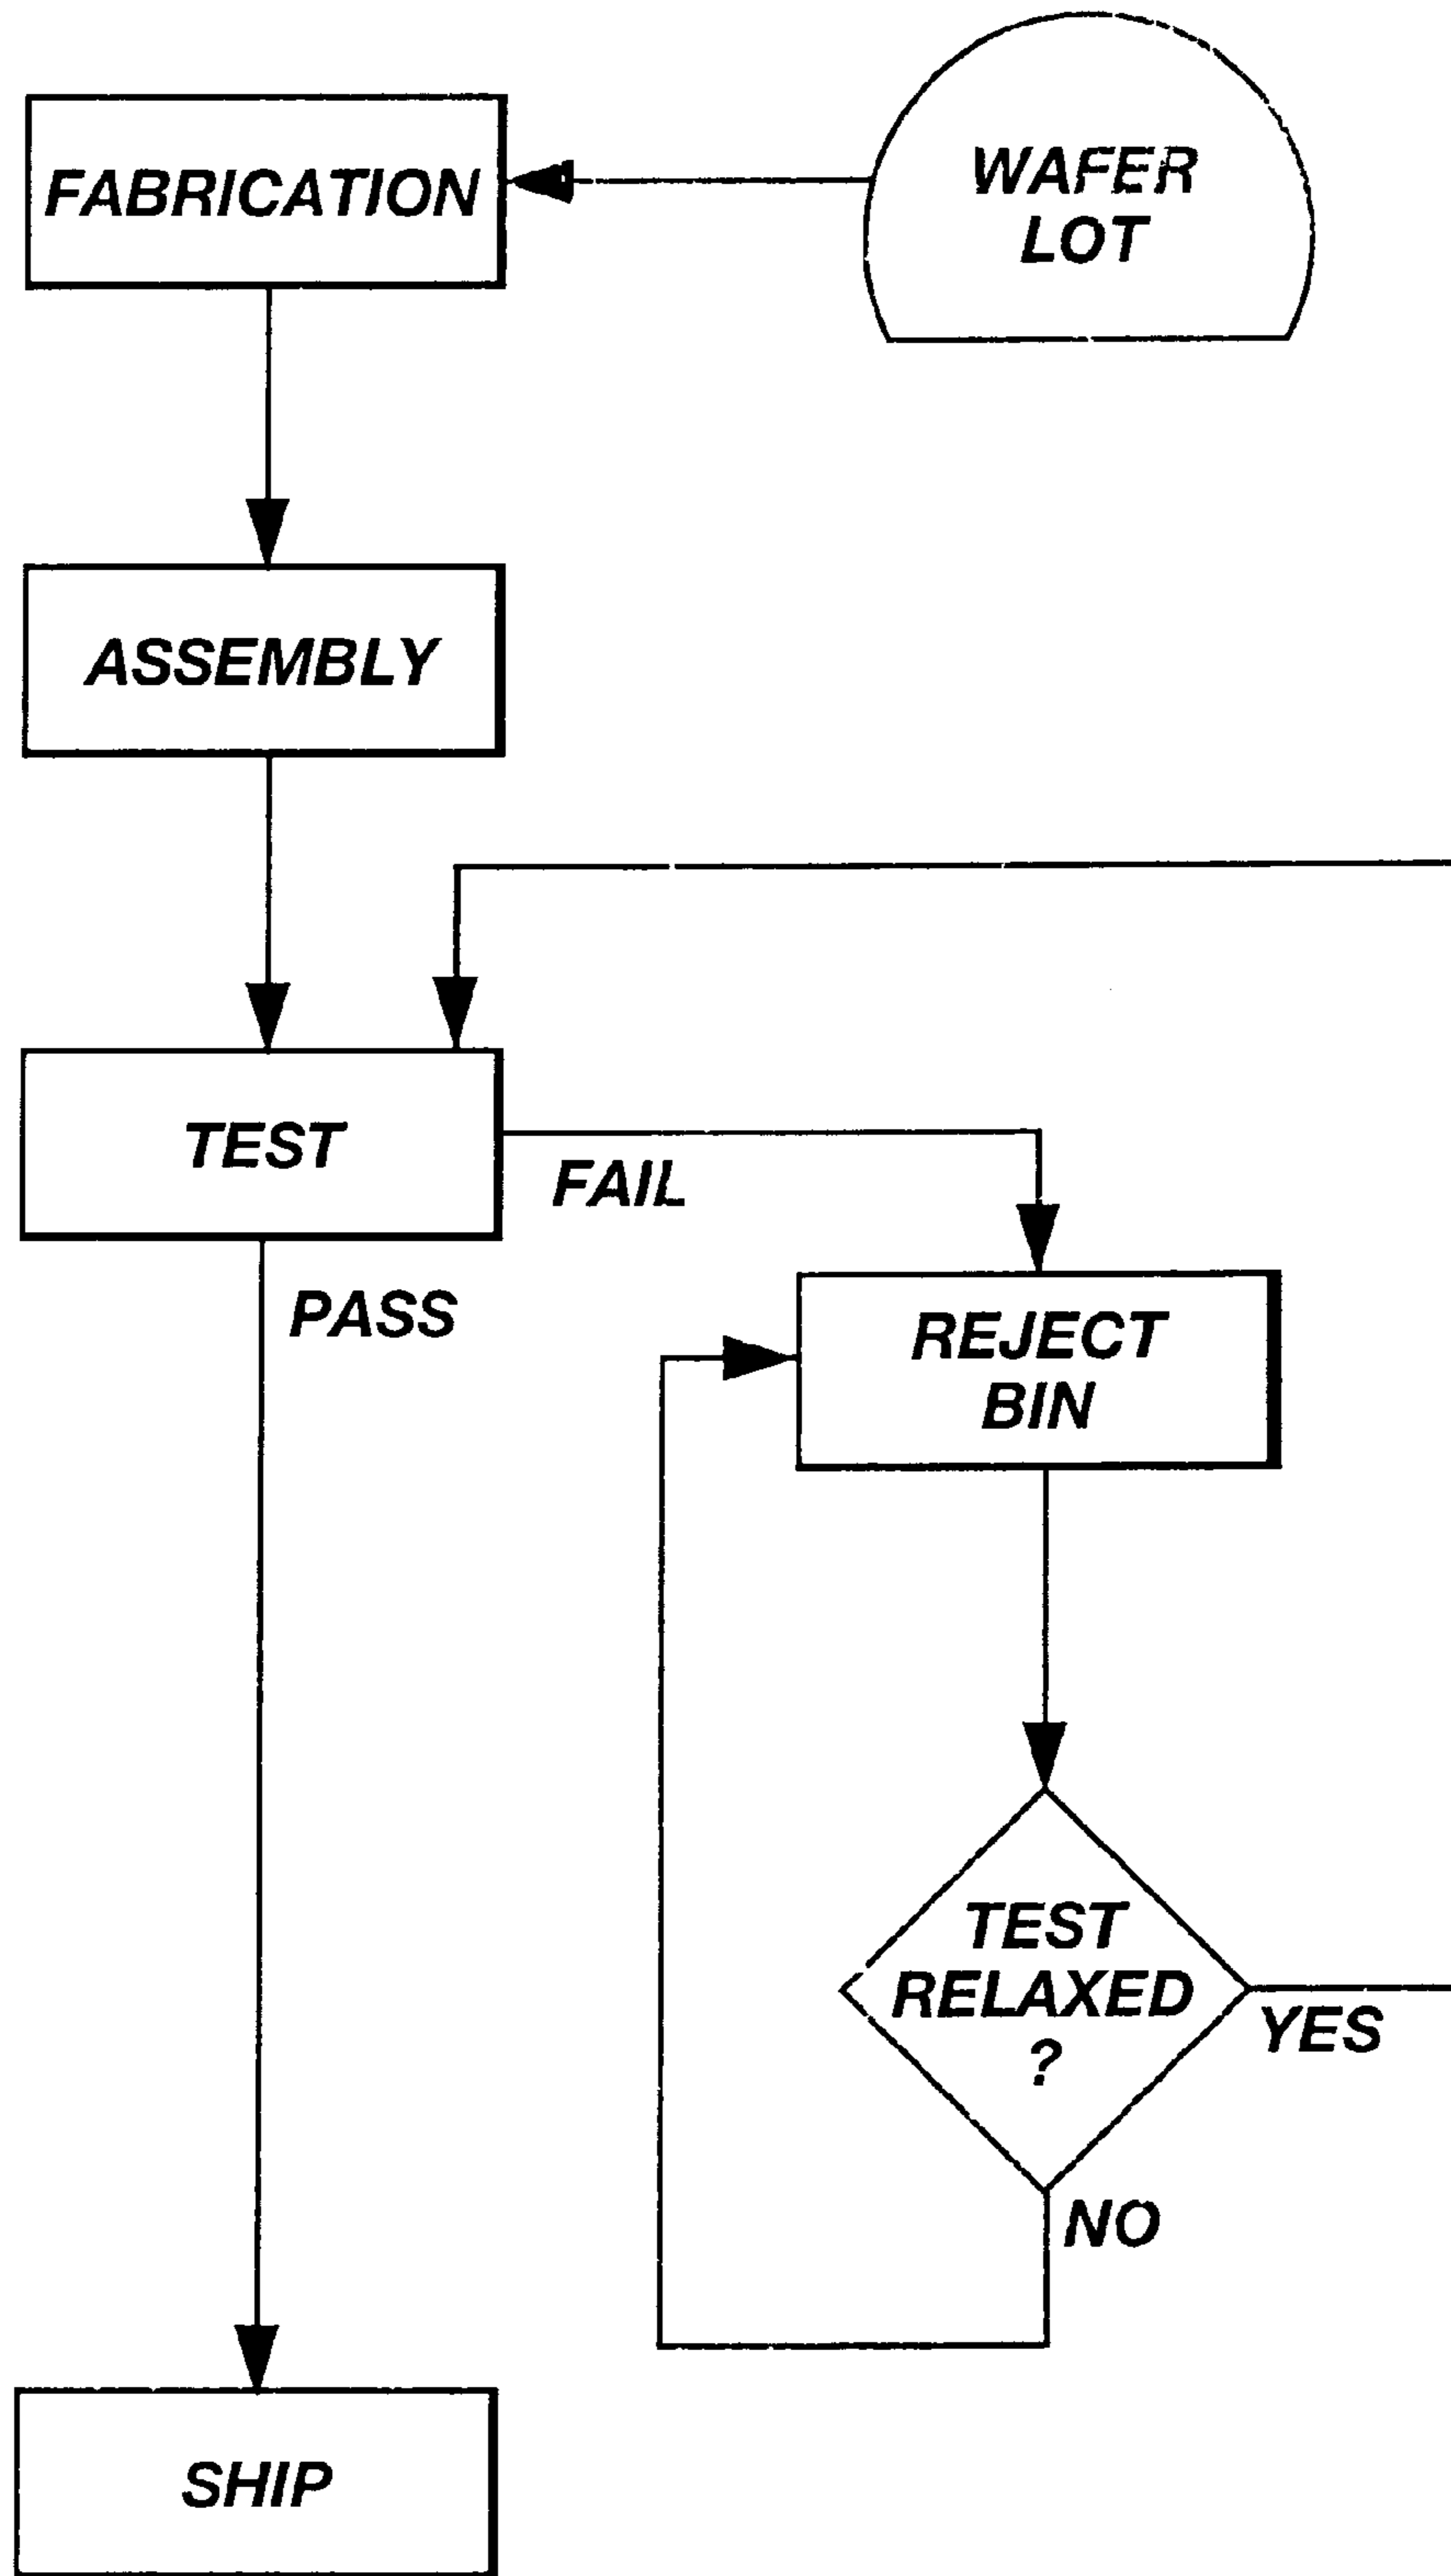 FABRICATION
WAFER
LOT
ASSEMBLY
TEST
FAIL
PASS
REJECT
BIN
TEST
RELAXED
?
YES
NO
SHIP